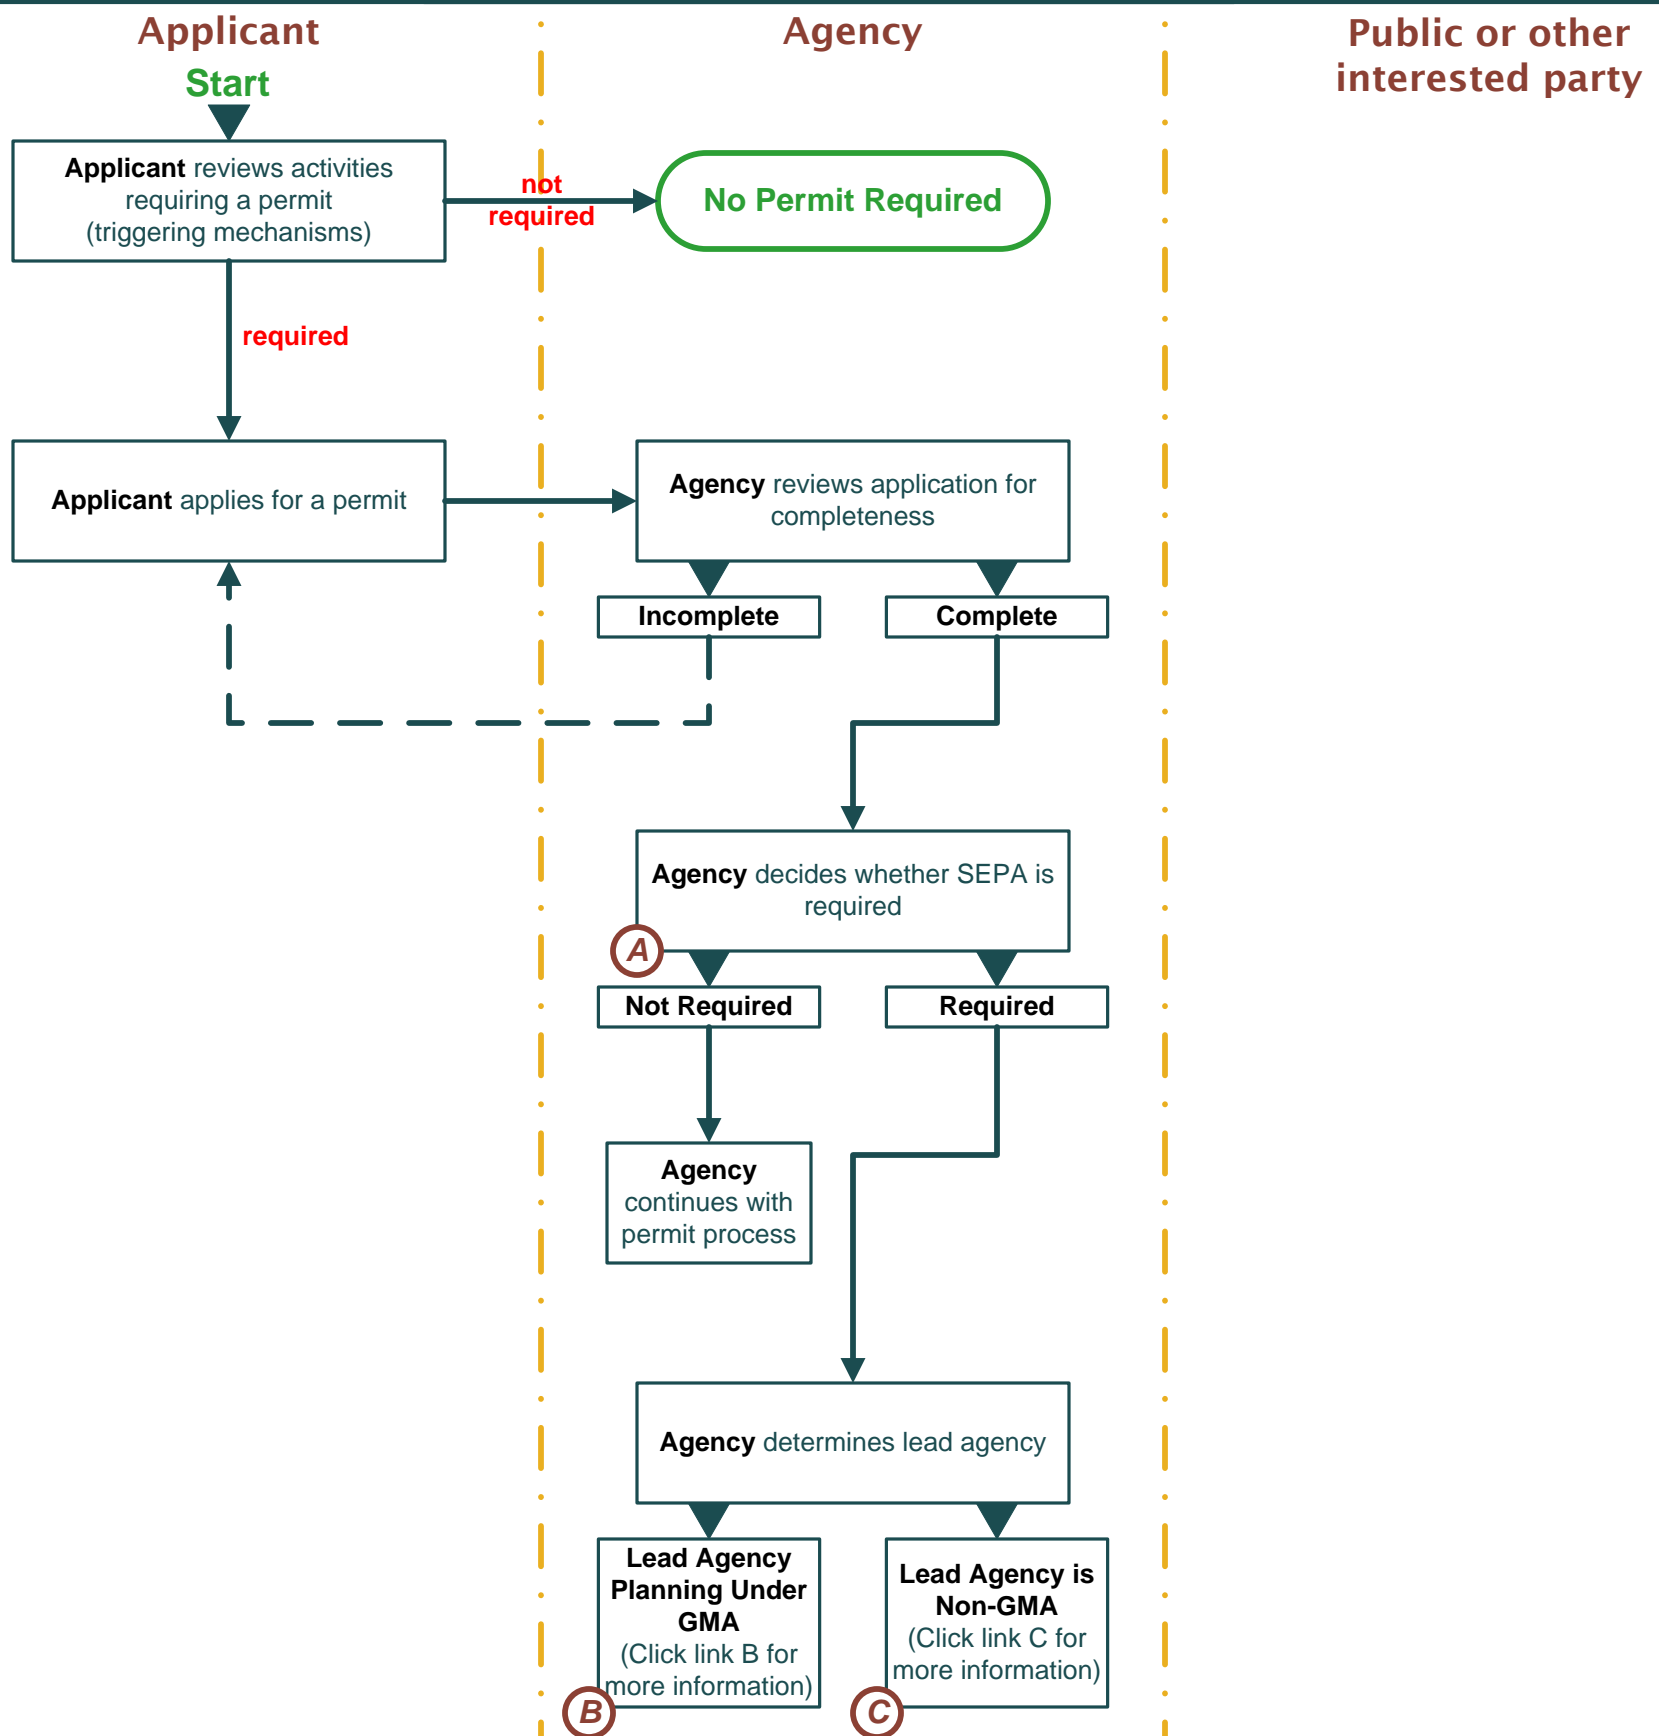 Applicant
Agency
Public or other
interested party
Start
Applicant reviews activities
requiring a permit
(triggering mechanisms)
not
required
No Permit Required
required
Applicant applies for a permit
Agency reviews application for
completeness
Incomplete
Complete
Agency decides whether SEPA is
required
A
Not Required
Required
Agency
continues with
permit process
Agency determines lead agency
Lead Agency
Planning Under
GMA
(Click link B for
more information)
B
Lead Agency is
Non-GMA
(Click link C for
more information)
C